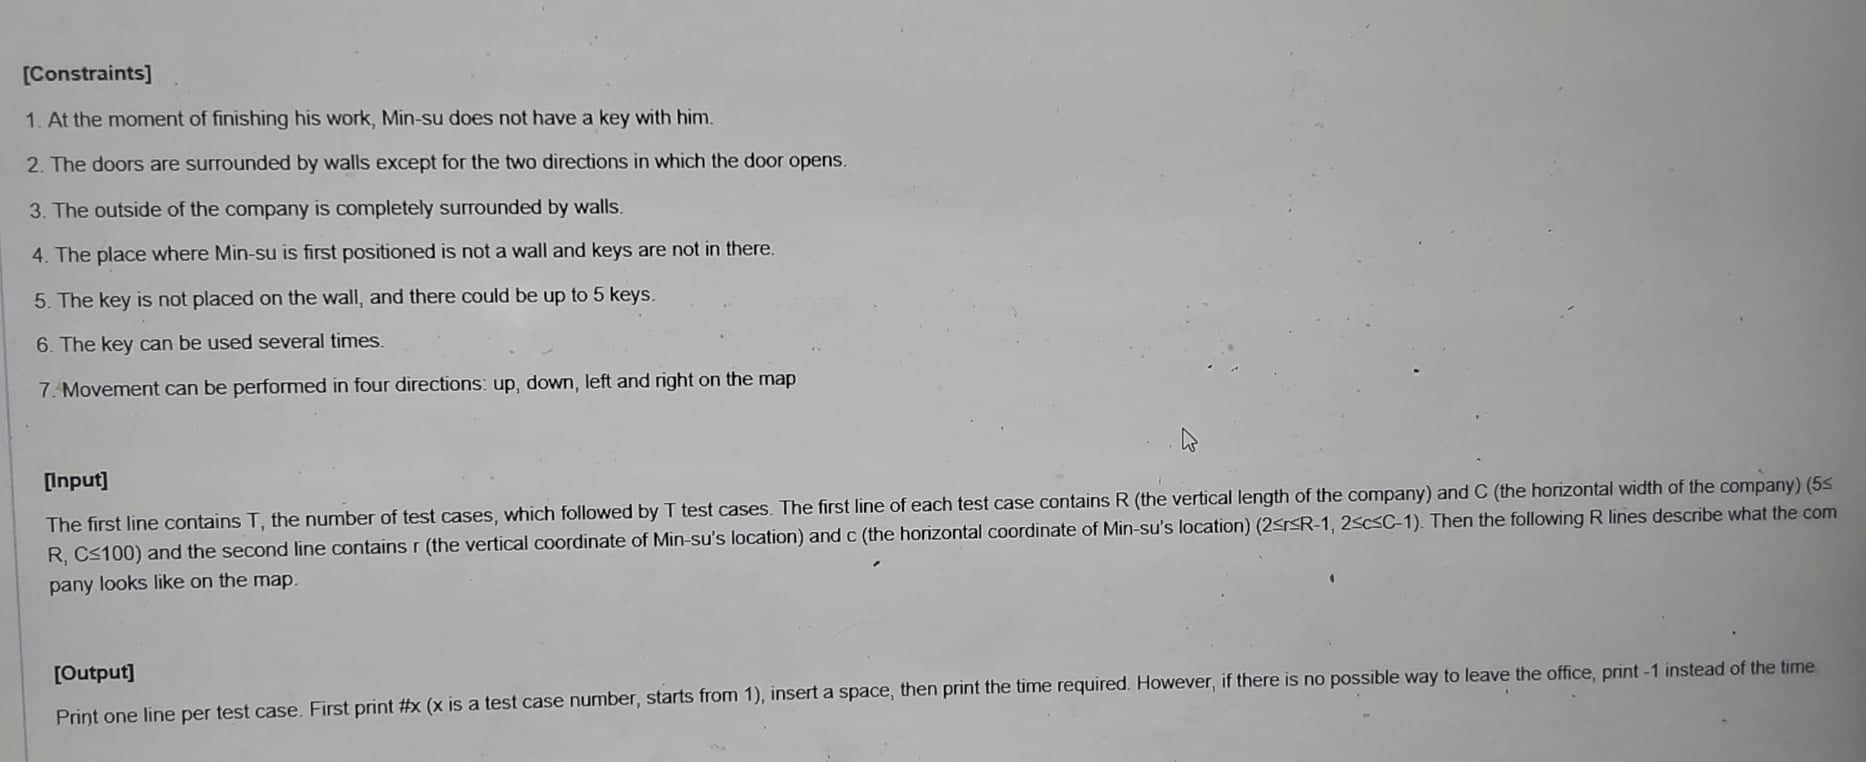 [Constraints]
1. At the moment of finishing his work, Min-su does not have a key with him.
2. The doors are surrounded by walls except for the two directions in which the door opens.
3. The outside of the company is completely surrounded by walls.
4. The place where Min-su is first positioned is not a wall and keys are not in there.
5. The key is not placed on the wall, and there could be up to 5 keys.
6. The key can be used several times.
7. Movement can be performed in four directions: up, down, left and right on the map
[Input]
The first line contains T, the number of test cases, which followed by T test cases. The first line of each test case contains R (the vertical length of the company) and C (the horizontal width of the company) (5≤
R, C≤100) and the second line contains r (the vertical coordinate of Min-su's location) and c (the horizontal coordinate of Min-su's location) (2≤r≤R-1, 2≤c≤C-1). Then the following R lines describe what the com
pany looks like on the map.
[Output]
Print one line per test case. First print #x (x is a test case number, starts from 1), insert a space, then print the time required. However, if there is no possible way to leave the office, print -1 instead of the time